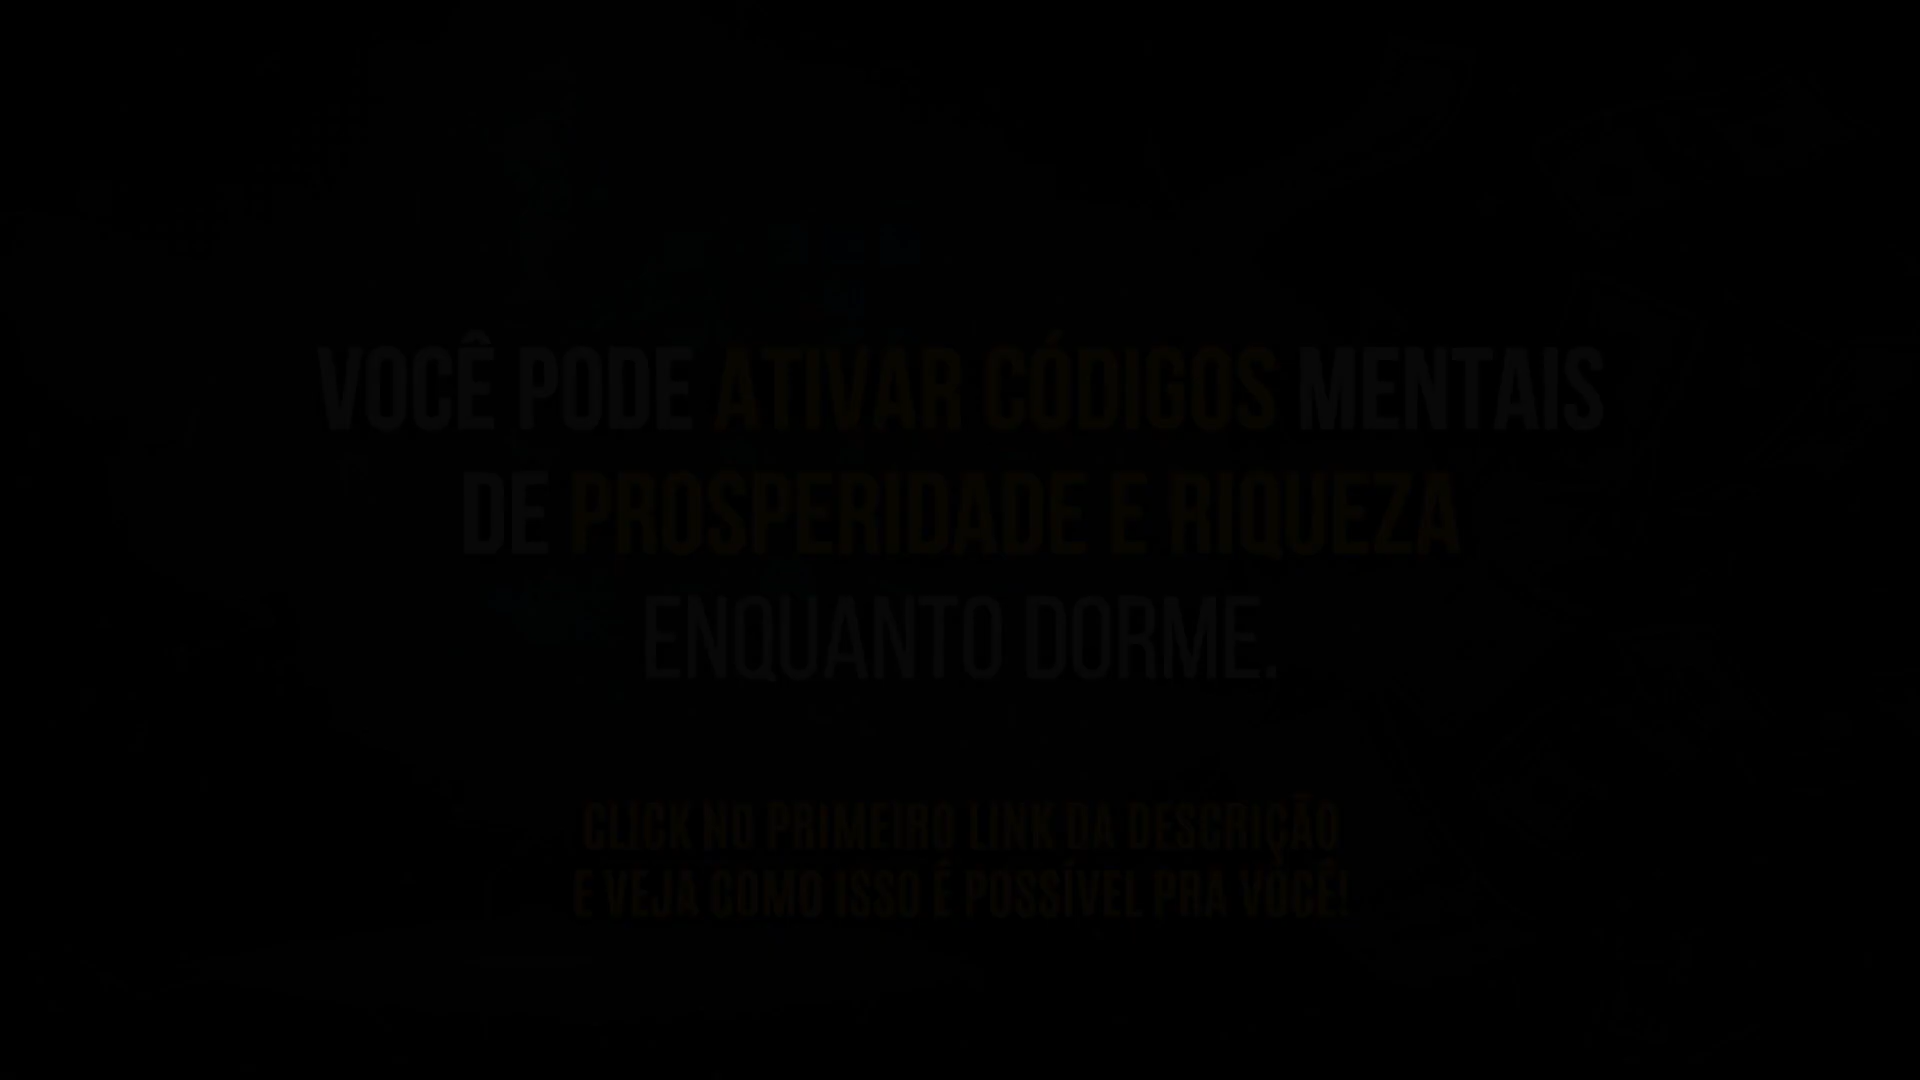 VOCÊ PODE ATIVAR CÓDIGOS MENTAIS
DE PROSPERIDADE E RIQUEZA
ENQUANTO DORME.
CLICK NO PRIMEIRO LINK DA DESCRIÇÃO
E VEJA COMO ISSO É POSSÍVEL PRA VOCÊ!